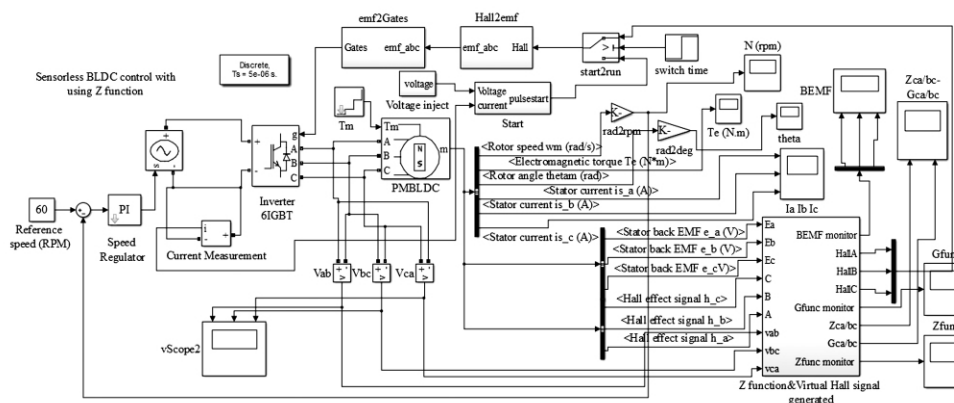 emf2Gates
Hall2emf
Gates
emf_abc
emf_abc
Hall
N (rpm)
start2run
switch time
Discrete,
Ts = 5e-06 s.
Sensorless BLDC control with
using Z function
voltage
Voltage inject
Voltage
current
pulsestart
Start
K-
rad2rpm
K-
rad2deg
Te (N.m)
theta
BEMF
Zca/bc-
Gca/bc
Tm
Tm
A
B
C
m
N
S
PMBLDC
g
A
B
C
+
-
Inverter
6IGBT
s
+
-
60
Reference
speed (RPM)
PI
Speed
Regulator
i
+
-
Current Measurement
<Rotor speed wm (rad/s)>
<Electromagnetic torque Te (N*m)>
<Rotor angle thetam (rad)>
<Stator current is_a (A)>
<Stator current is_b (A)>
<Stator current is_c (A)>
<Stator back EMF e_a (V)>
<Stator back EMF e_b (V)>
<Stator back EMF e_cV)>
<Hall effect signal h_c>
<Hall effect signal h_b>
<Hall effect signal h_a>
Ia Ib Ic
Vab
Vbc
Vca
vScope2
Ea
Eb
Ec
C
B
A
vab
vbc
vca
BEMF monitor
HallA
HallB
HallC
Gfunc monitor
Zca/bc
Gca/bc
Zfunc monitor
Z function&Virtual Hall signal
generated
Gfunc
Zfunc